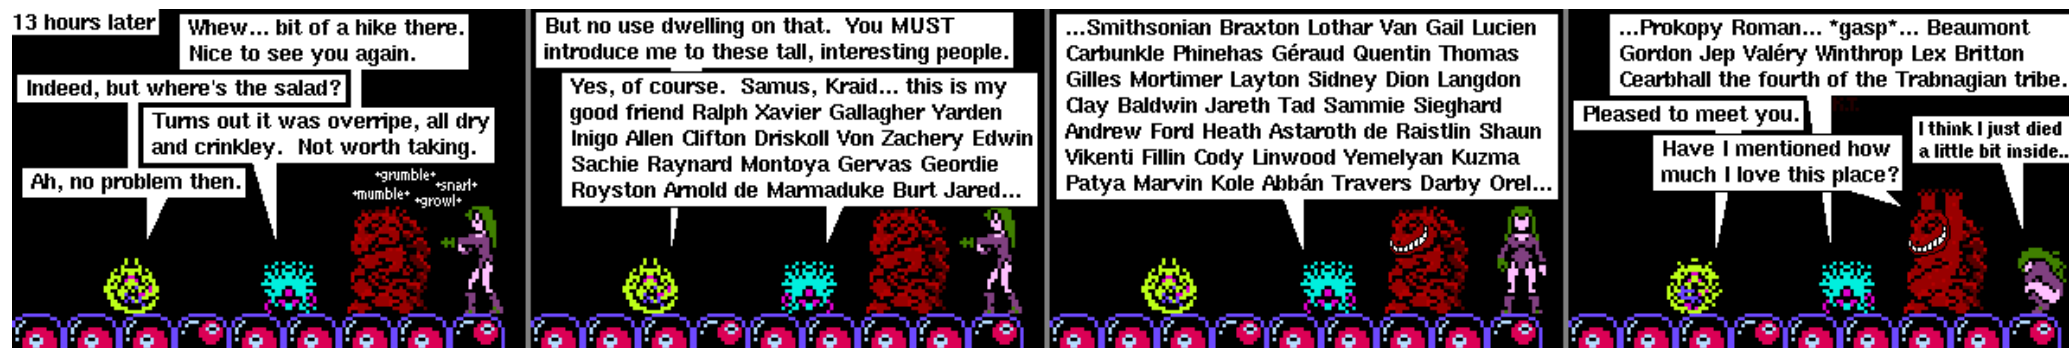 13 hours later
Whew... bit of a hike there.
Nice to see you again.
Indeed, but where's the salad?
Turns out it was overripe, all dry
and crinkley.  Not worth taking.
Ah, no problem then.
*grumble*
*snarl*
*mumble*
*growl*
But no use dwelling on that.  You MUST
introduce me to these tall, interesting people.
Yes, of course.  Samus, Kraid... this is my
good friend Ralph Xavier Gallagher Yarden
Inigo Allen Clifton Driskoll Von Zachery Edwin
Sachie Raynard Montoya Gervas Geordie
Royston Arnold de Marmaduke Burt Jared...
...Smithsonian Braxton Lothar Van Gail Lucien
Carbunkle Phinehas Géraud Quentin Thomas
Gilles Mortimer Layton Sidney Dion Langdon
Clay Baldwin Jareth Tad Sammie Sieghard
Andrew Ford Heath Astaroth de Raistlin Shaun
Vikenti Fillin Cody Linwood Yemelyan Kuzma
Patya Marvin Kole Abbán Travers Darby Orel...
...Prokopy Roman... *gasp*... Beaumont
Gordon Jep Valéry Winthrop Lex Britton
Cearbhall the fourth of the Trabnagian tribe.
Pleased to meet you.
Have I mentioned how
much I love this place?
I think I just died
a little bit inside..